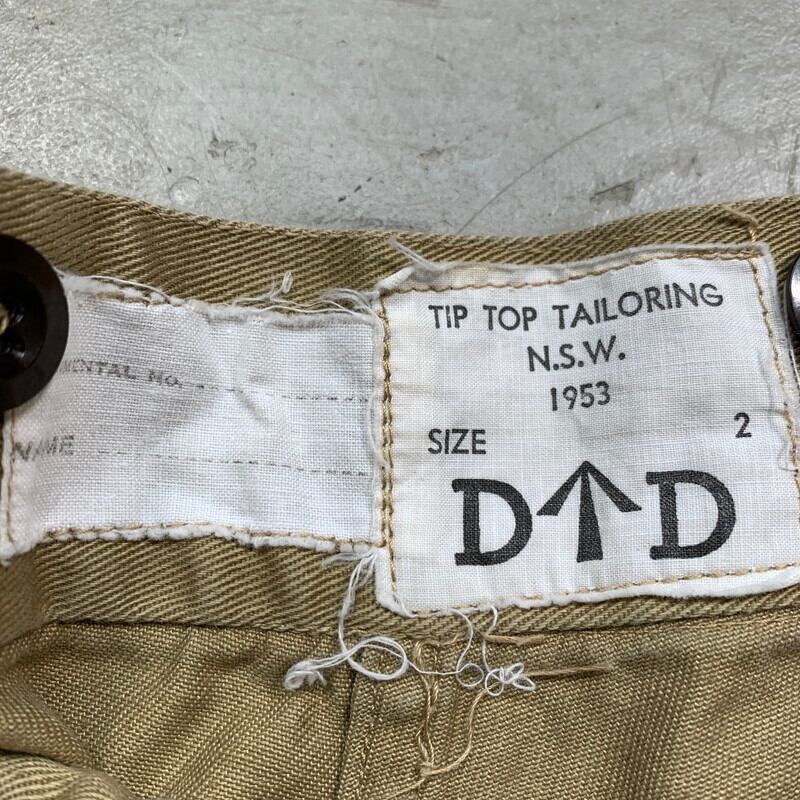 MENTAL No.
NAME
TIP TOP TAILORING
N.S.W.
1953
SIZE 2
D↑D